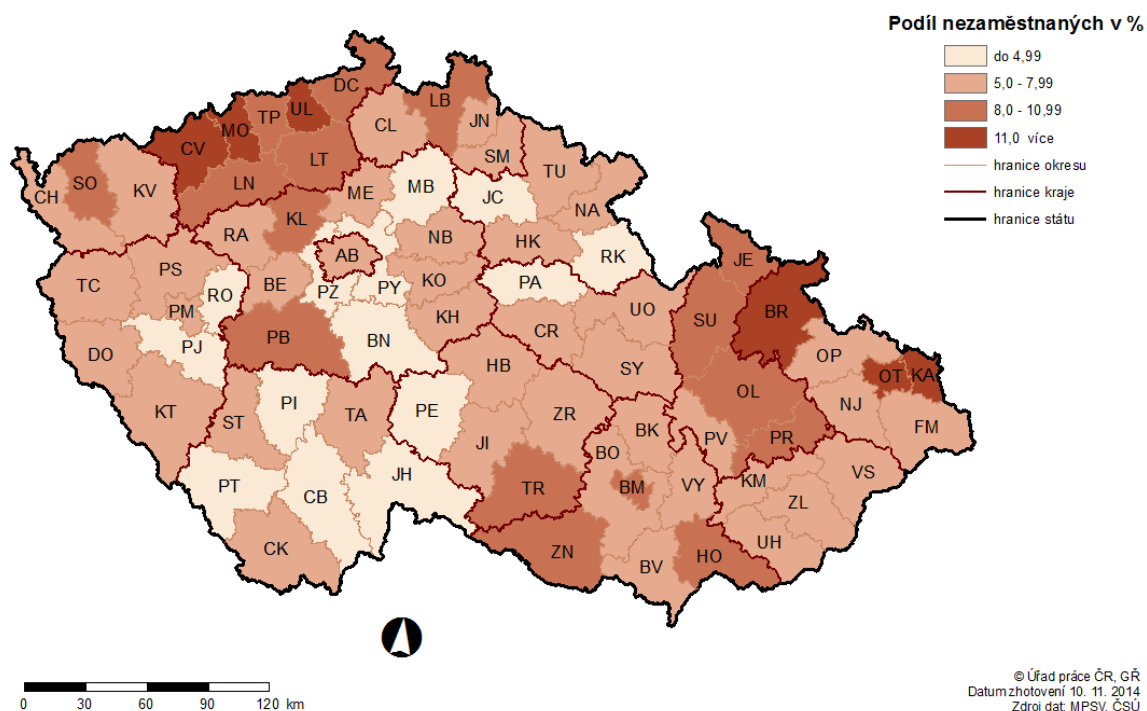 Podíl nezaměstnaných v %
do 4,99
5,0 - 7,99
8,0 - 10,99
11,0 více
hranice okresu
hranice kraje
hranice státu
DC
UL
TP
MO
CV
LT
LN
LB
CL
JN
SM
SO
CH
KV
ME
MB
JC
TU
NA
KL
RA
AB
NB
HK
RK
TC
PS
RO
BE
PZ
PY
KO
PA
PM
PJ
PB
BN
KH
CR
UO
DO
KT
ST
PI
TA
PE
HB
SY
JE
SU
BR
OP
OT
KA
OL
NJ
FM
PR
PV
VS
ZR
JI
BK
BO
BM
VY
KM
ZL
UH
PT
CB
JH
TR
CK
ZN
BV
HO
0 30 60 90 120 km
© Úřad práce ČR, GŘ
Datum zhotovení 10. 11. 2014
Zdroj dat: MPSV, ČSÚ